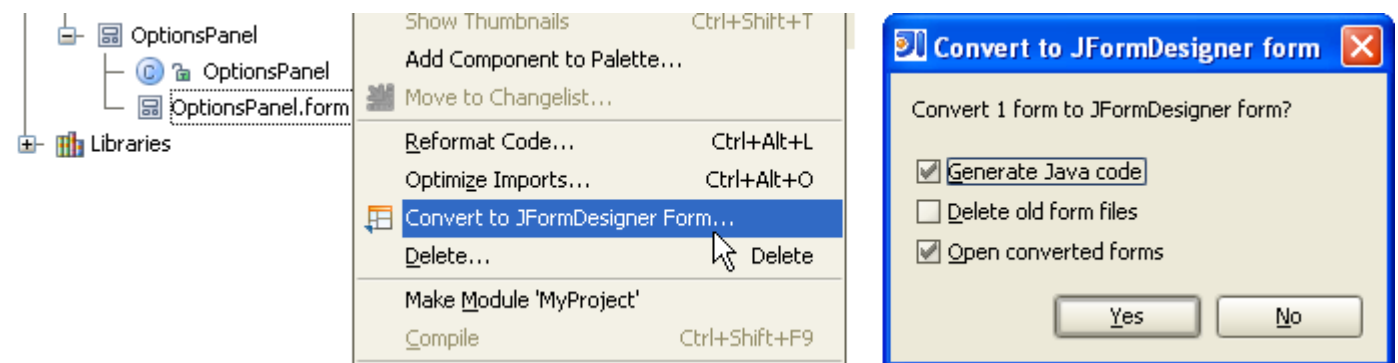 OptionsPanel
OptionsPanel
OptionsPanel.form
Libraries
Show Thumbnails Ctrl+Shift+T
Add Component to Palette...
Move to Changelist...
Reformat Code... Ctrl+Alt+L
Optimize Imports... Ctrl+Alt+O
Convert to JFormDesigner Form...
Delete... Delete
Make Module 'MyProject'
Compile Ctrl+Shift+F9
Convert to JFormDesigner form
Convert 1 form to JFormDesigner form?
Generate Java code
Delete old form files
Open converted forms
Yes No